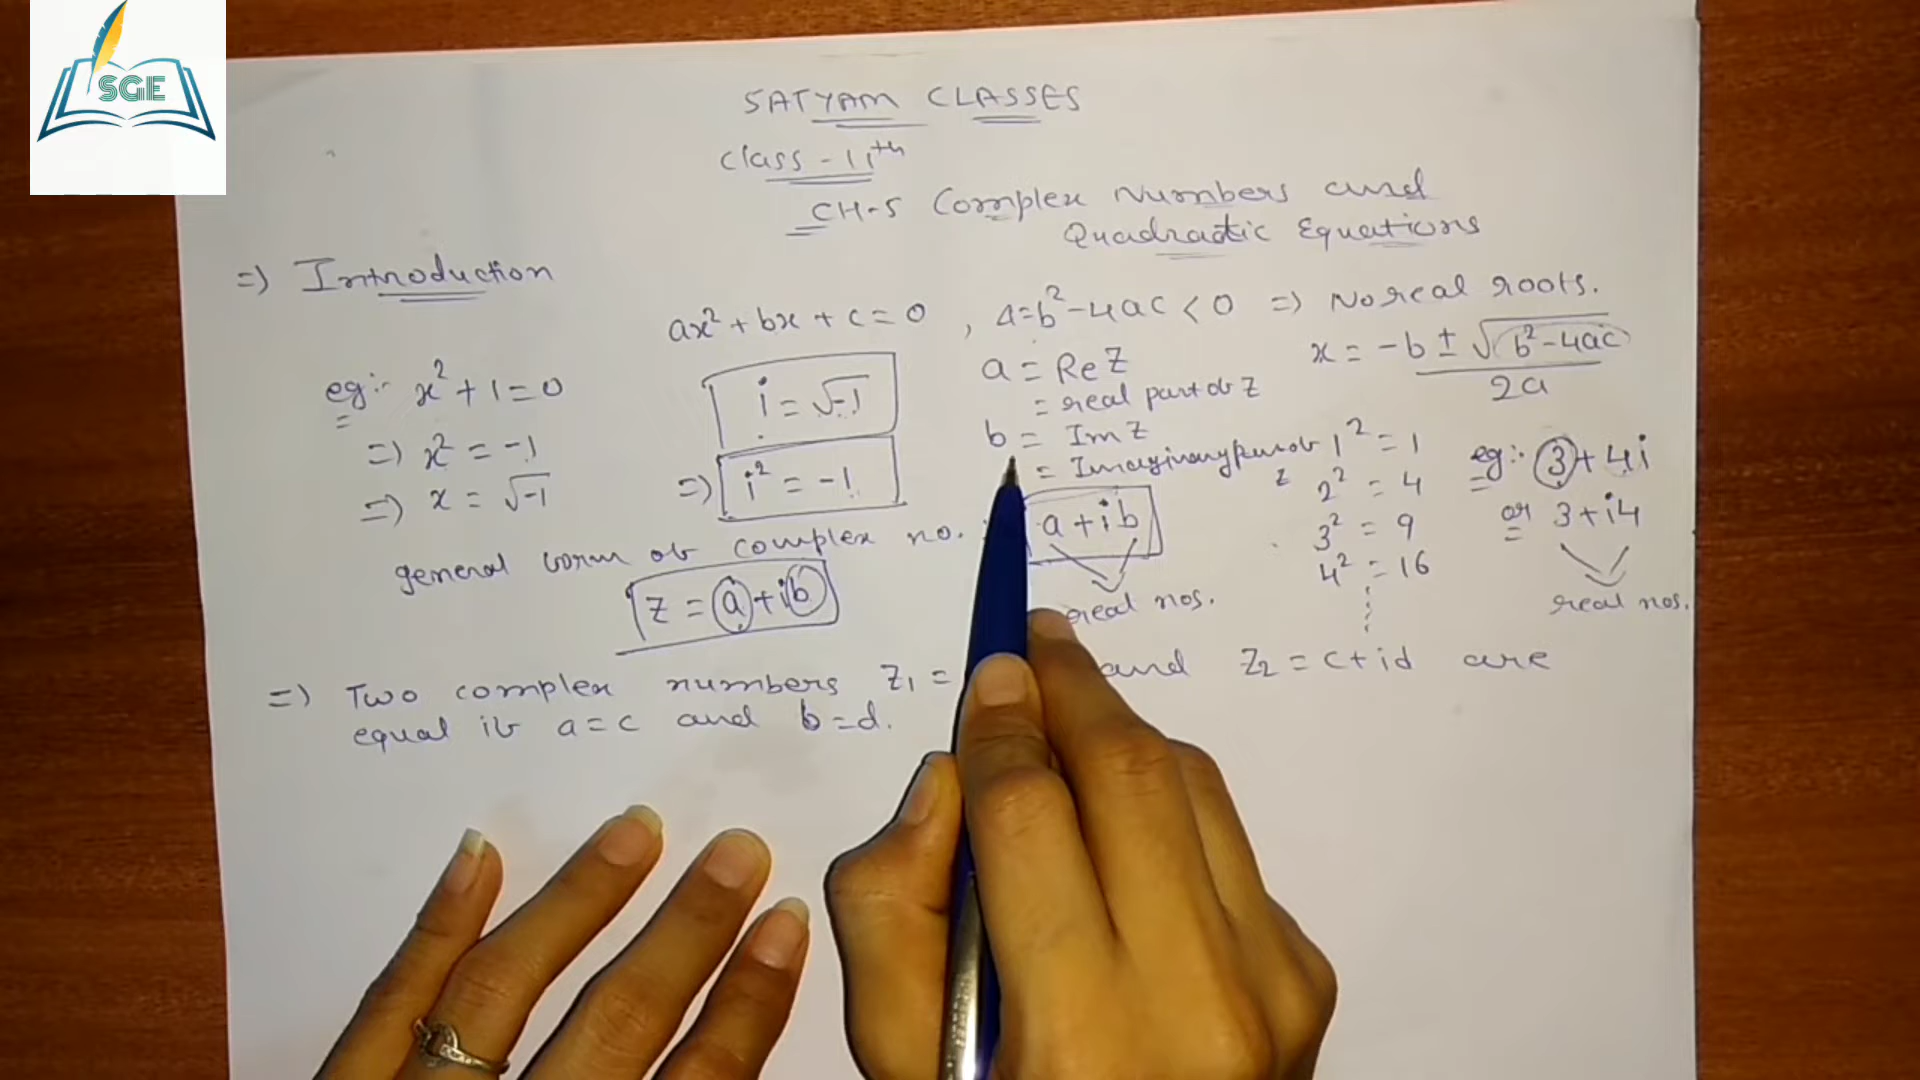 SGE
SATYAM CLASSES
Class - 11th
CH-5 Complex Numbers and
Quadratic Equations
=) Introduction
ax² + bx + c = 0 , Δ=b²-4ac < 0 => No real roots.
x = -b ± √b²-4ac
2a
eg:- x² + 1 = 0
=) x² = -1
=) x = √-1
i = √-1
=) i² = -1
a = Re Z
= real part of Z
b = Im Z
= Imaginary part of Z
1² = 1
2² = 4
3² = 9
4² = 16
eg:- 3 + 4i
or 3 + i4
real nos.
general form of complex no.
a + ib
real nos.
z = a + ib
=) Two complex numbers Z₁ = and Z₂ = c+id are
equal if a=c and b=d.